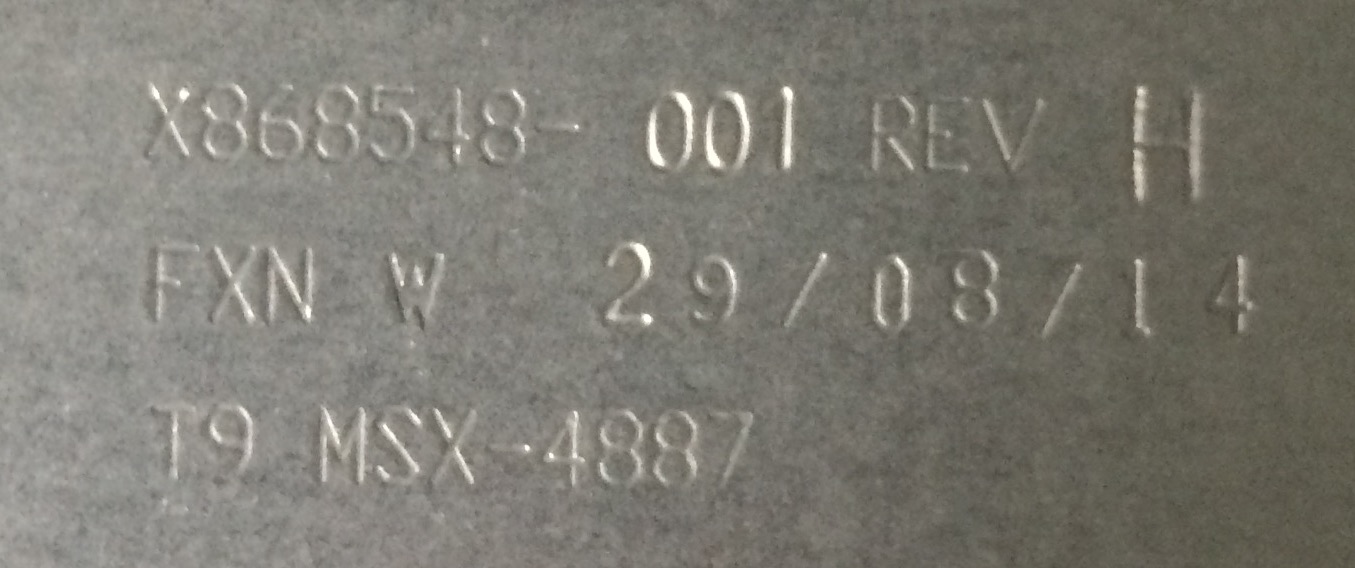 X868548- 001 REV H
FXN W 29/08/14
T9 MSX-4887